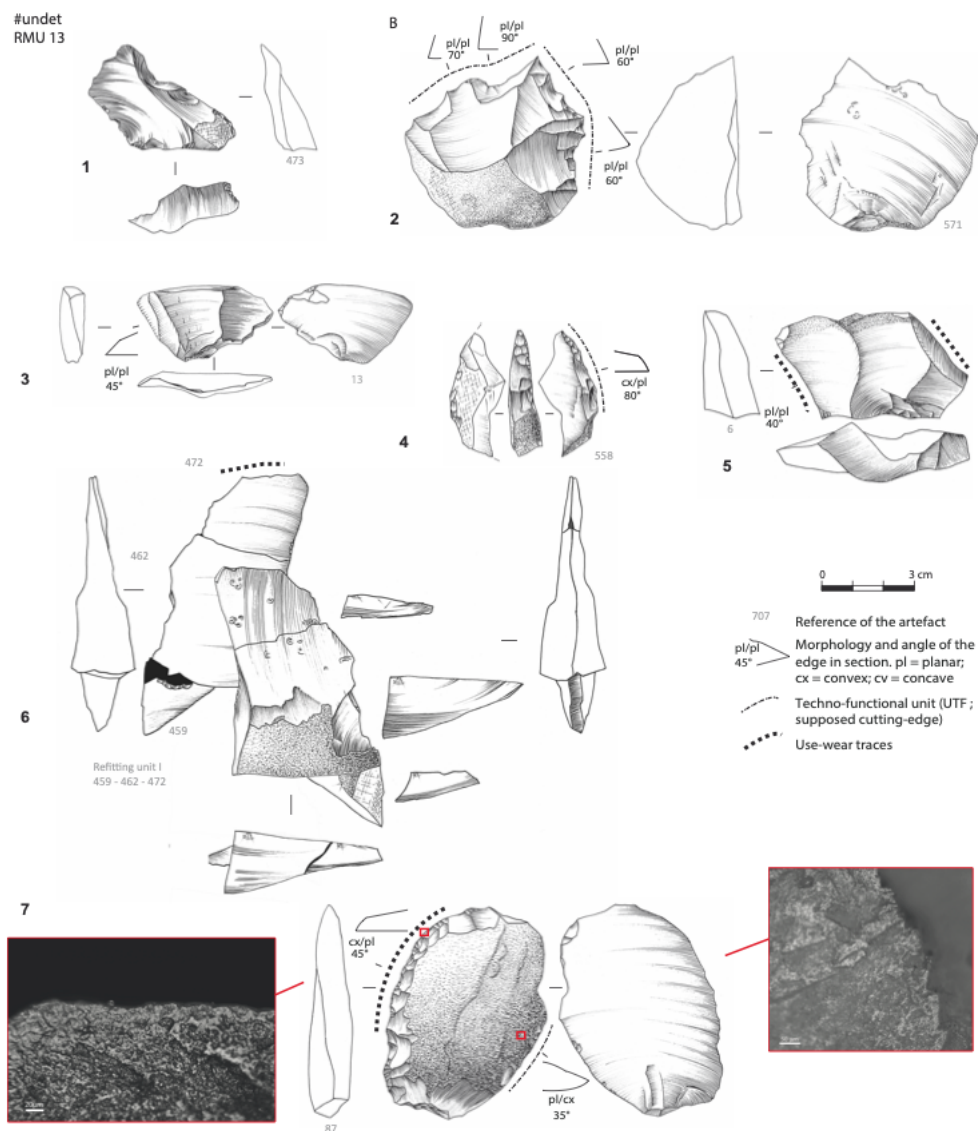 #undet
RMU 13
B
pl/pl
70°
pl/pl
90°
pl/pl
60°
pl/pl
60°
1
473
2
571
3
pl/pl
45°
13
4
cx/pl
80°
558
5
6
pl/pl
40°
472
462
459
6
Refitting unit I
459 - 462 - 472
0
3 cm
707
Reference of the artefact
pl/pl
45°
Morphology and angle of the
edge in section. pl = planar;
cx = convex; cv = concave
Techno-functional unit (UTF ;
supposed cutting-edge)
Use-wear traces
7
cx/pl
45°
pl/cx
35°
87